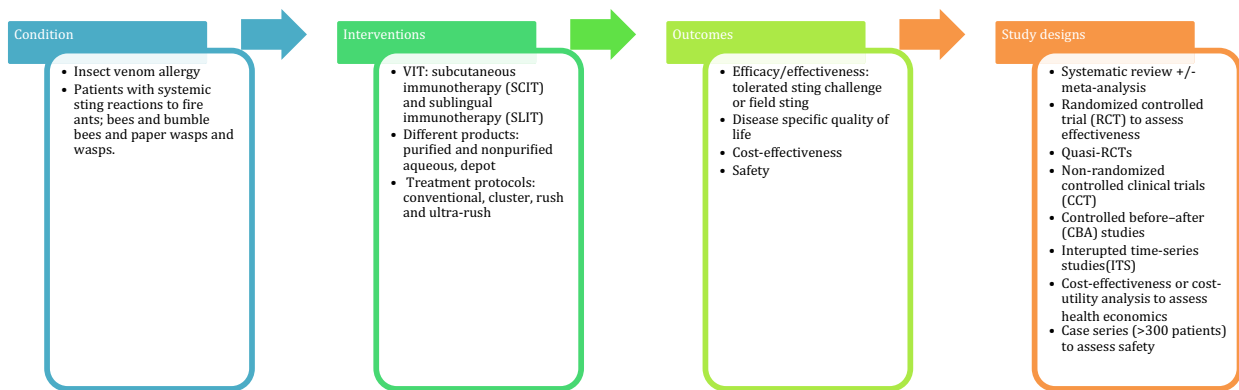 Condition
• Insect venom allergy
• Patients with systemic
sting reactions to fire
ants; bees and bumble
bees and paper wasps and
wasps.
Interventions
• VIT: subcutaneous
immunotherapy (SCIT)
and sublingual
immunotherapy (SLIT)
• Different products:
purified and nonpurified
aqueous, depot
• Treatment protocols:
conventional, cluster, rush
and ultra-rush
Outcomes
• Efficacy/effectiveness:
tolerated sting challenge
or field sting
• Disease specific quality of
life
• Cost-effectiveness
• Safety
Study designs
• Systematic review +/-
meta-analysis
• Randomized controlled
trial (RCT) to assess
effectiveness
• Quasi-RCTs
• Non-randomized
controlled clinical trials
(CCT)
• Controlled before–after
(CBA) studies
• Interupted time-series
studies(ITS)
• Cost-effectiveness or cost-
utility analysis to assess
health economics
• Case series (>300 patients)
to assess safety